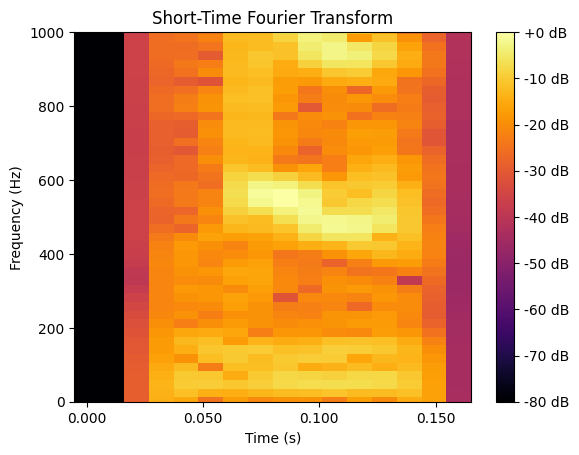 Short-Time Fourier Transform
1000
800
600
400
200
0
Frequency (Hz)
0.000
0.050
0.100
0.150
Time (s)
+0 dB
-10 dB
-20 dB
-30 dB
-40 dB
-50 dB
-60 dB
-70 dB
-80 dB